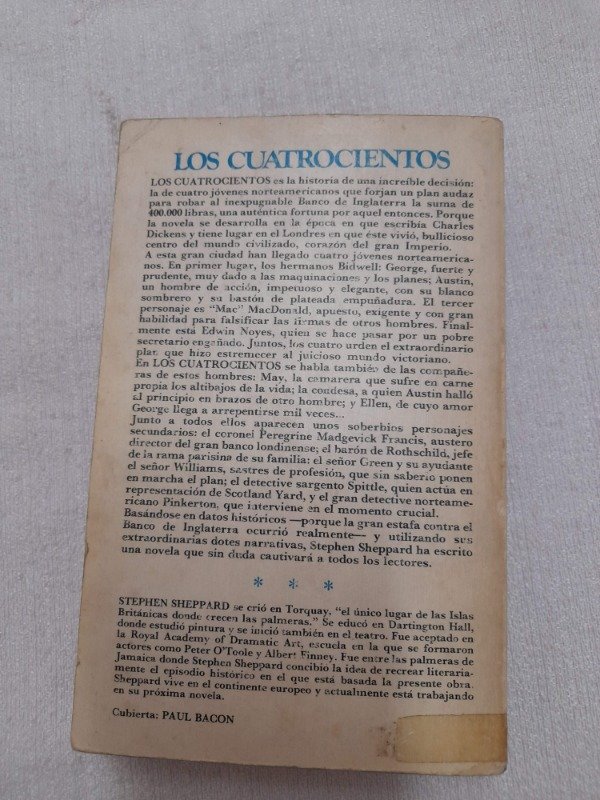 LOS CUATROCIENTOS
LOS CUATROCIENTOS es la historia de una increíble decisión:
la de cuatro jóvenes norteamericanos que forjan un plan audaz
para robar al inexpugnable Banco de Inglaterra la suma de
400.000 libras, una auténtica fortuna por aquel entonces. Porque
la novela se desarrolla en la época en que escribía Charles
Dickens y tiene lugar en el Londres en que éste vivió, bullicioso
centro del mundo civilizado, corazón del gran Imperio.
A esta gran ciudad han llegado cuatro jóvenes norteamerica-
nos. En primer lugar, los hermanos Bidwell: George, fuerte y
prudente, muy dado a las maquinaciones y los planes; Austin,
un hombre de acción, impetuoso y elegante, con su blanco
sombrero y su bastón de plateada empuñadura. El tercer
personaje es "Mac" MacDonald, apuesto, exigente y con gran
habilidad para falsificar las firmas de otros hombres. Final-
mente está Edwin Noyes, quien se hace pasar por un pobre
secretario engañado. Juntos, los cuatro urden el extraordinario
plan que hizo estremecer al juicioso mundo victoriano.
En LOS CUATROCIENTOS se habla también de las compañe-
ras de estos hombres: May, la camarera que sufre en carne
propia los altibajos de la vida; la condesa, a quien Austin halló
al principio en brazos de otro hombre; y Ellen, de cuyo amor
George llega a arrepentirse mil veces...
Junto a todos ellos aparecen unos soberbios personajes
secundarios: el coronel Peregrine Madgevick Francis, austero
director del gran banco londinense; el barón de Rothschild, jefe
de la rama parisina de su familia: el señor Green y su ayudante
el señor Williams, sastres de profesión, que sin saberlo ponen
en marcha el plan; el detective sargento Spittle, quien actúa en
representación de Scotland Yard, y el gran detective norteame-
ricano Pinkerton, que interviene en el momento crucial.
Basándose en datos históricos —porque la gran estafa contra el
Banco de Inglaterra ocurrió realmente— y utilizando sus
extraordinarias dotes narrativas, Stephen Sheppard ha escrito
una novela que sin duda cautivará a todos los lectores.
* * *
STEPHEN SHEPPARD se crió en Torquay, "el único lugar de las Islas
Británicas donde crecen las palmeras." Se educó en Dartington Hall,
donde estudió pintura y se inició también en el teatro. Fue aceptado en
la Royal Academy of Dramatic Art, escuela en la que se formaron
actores como Peter O'Toole y Albert Finney. Fue entre las palmeras de
Jamaica donde Stephen Sheppard concibió la idea de recrear literaria-
mente el episodio histórico en el que está basada la presente obra.
Sheppard vive en el continente europeo y actualmente está trabajando
en su próxima novela.
Cubierta: PAUL BACON